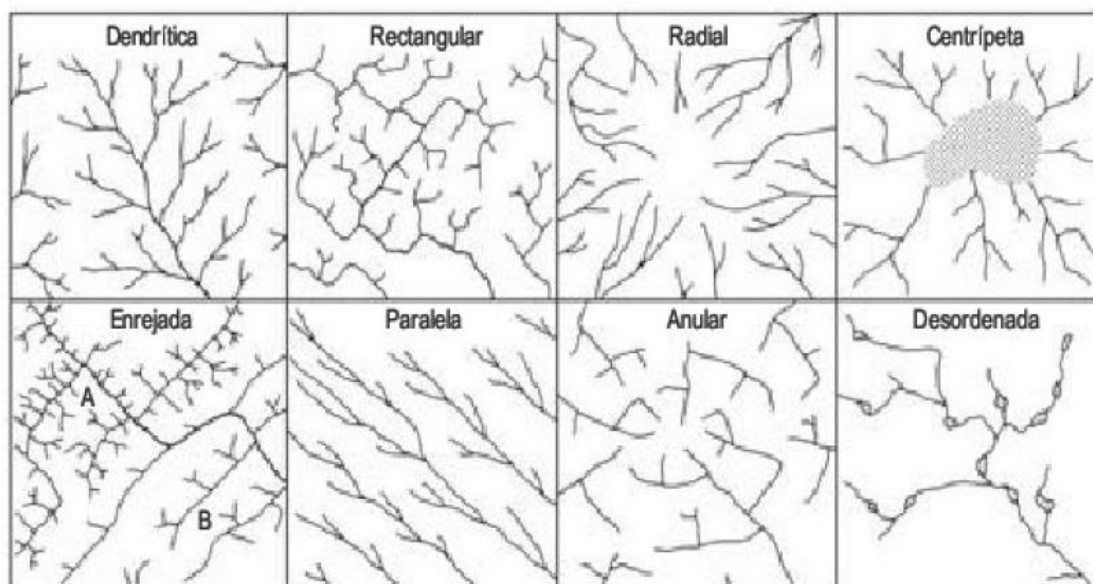 Dendrítica
Rectangular
Radial
Centrípeta
Enrejada
Paralela
Anular
Desordenada
A
B